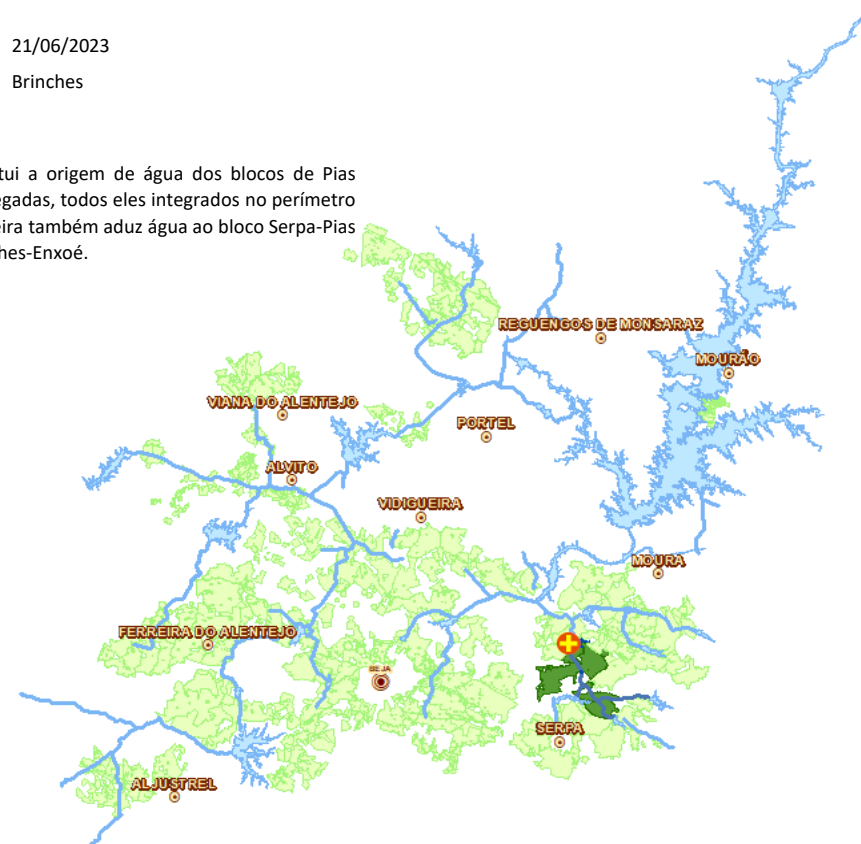 21/06/2023
Brinches
tui a origem de água dos blocos de Pias
egadas, todos eles integrados no perímetro
eira também aduz água ao bloco Serpa-Pias
hes-Enxoé.
REGUENGOS DE MONSARAZ
MOURÃO
VIANA DO ALENTEJO
PORTEL
ALVITO
VIDIGUEIRA
MOURA
FERREIRA DO ALENTEJO
BEJA
SERPA
ALJUSTREL